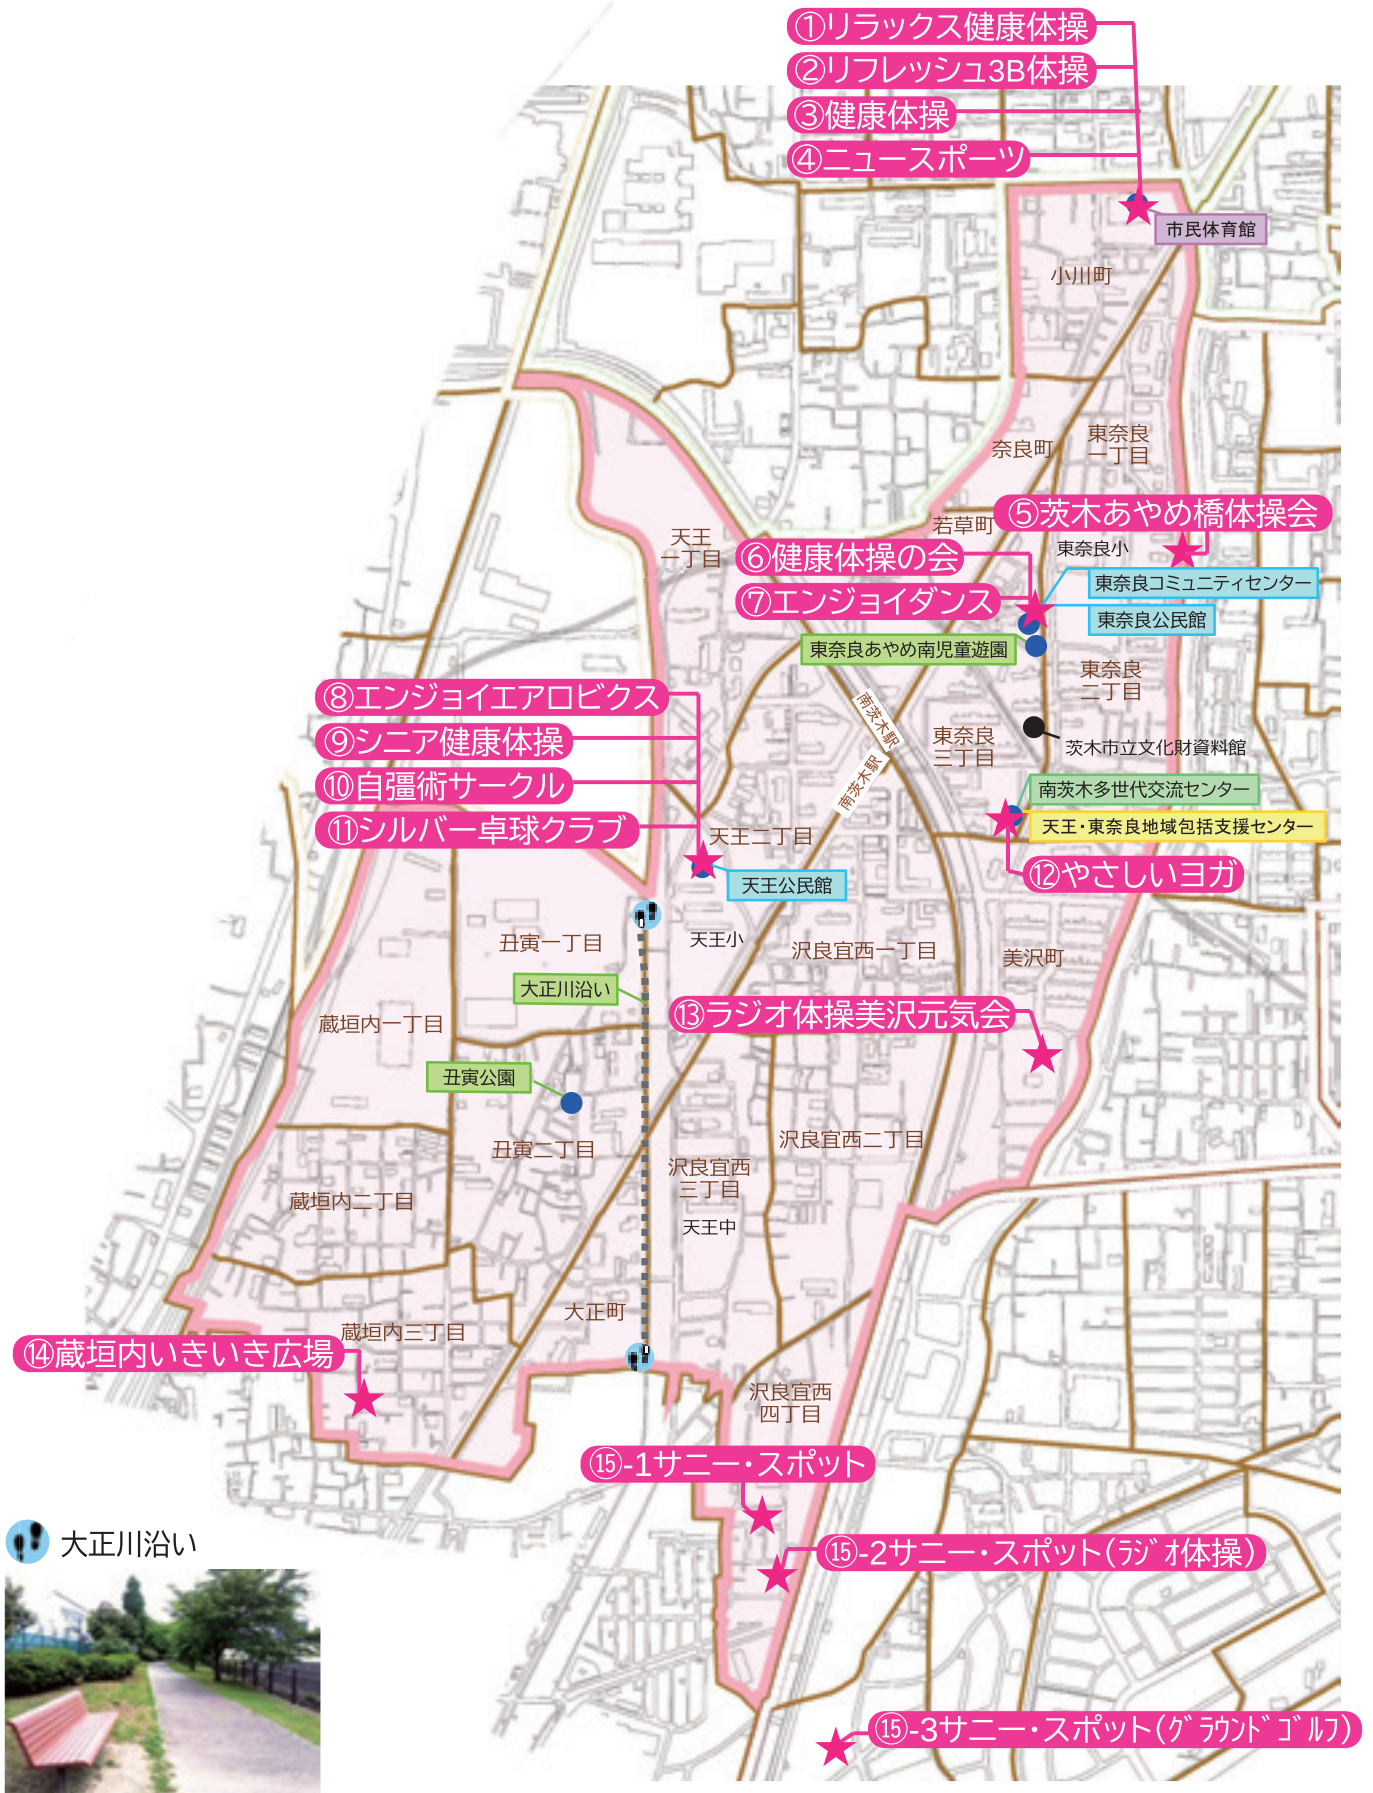 ①リラックス健康体操
②リフレッシュ3B体操
③健康体操
④ニュースポーツ
市民体育館
小川町
東奈良
一丁目
奈良町
⑤茨木あやめ橋体操会
若草町
天王
一丁目
東奈良小
⑥健康体操の会
東奈良コミュニティセンター
⑦エンジョイダンス
東奈良公民館
東奈良あやめ南児童遊園
東奈良
二丁目
⑧エンジョイエアロビクス
南茨木駅
⑨シニア健康体操
東奈良
三丁目
茨木市立文化財資料館
⑩自彊術サークル
南茨木駅
南茨木多世代交流センター
⑪シルバー卓球クラブ
天王二丁目
天王・東奈良地域包括支援センター
⑫やさしいヨガ
天王公民館
丑寅一丁目
天王小
沢良宜西一丁目
美沢町
大正川沿い
⑬ラジオ体操美沢元気会
蔵垣内一丁目
丑寅公園
丑寅二丁目
沢良宜西二丁目
沢良宜西
三丁目
蔵垣内二丁目
天王中
大正町
蔵垣内三丁目
⑭蔵垣内いきいき広場
沢良宜西
四丁目
⑮-1サニー・スポット
大正川沿い
⑮-2サニー・スポット(ﾗｼﾞｵ体操)
⑮-3サニー・スポット(ｸﾞﾗｳﾝﾄﾞｺﾞﾙﾌ)